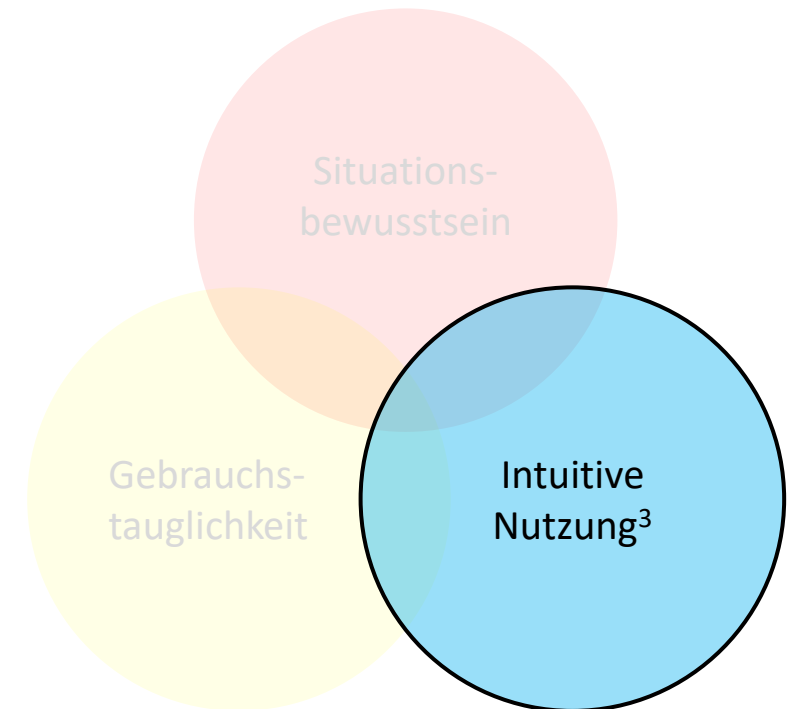 Situations-
bewusstsein
Gebrauchs-
tauglichkeit
Intuitive
Nutzung³